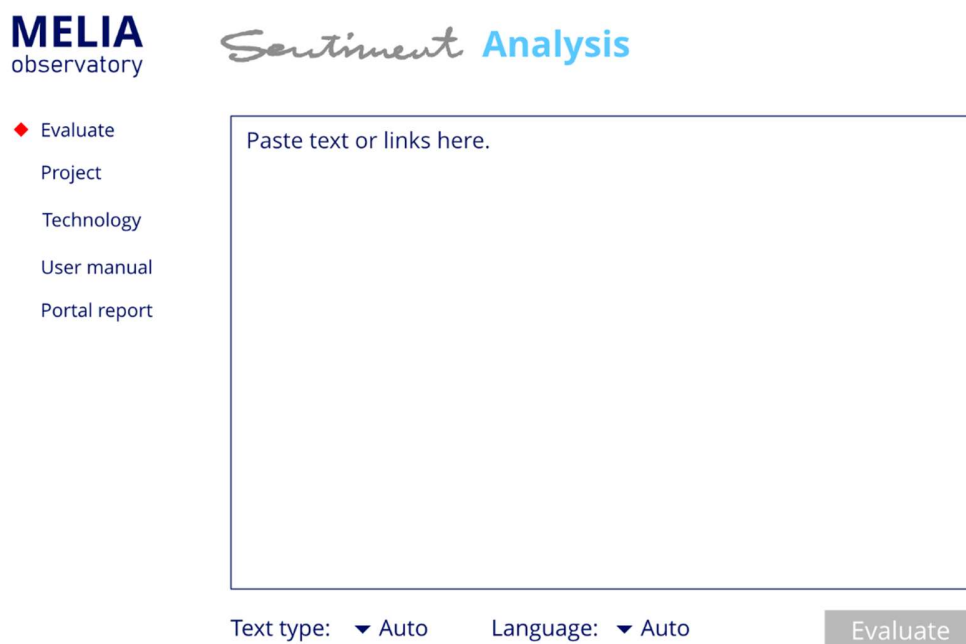 MELIA
observatory
Sentiment Analysis
Evaluate
Project
Technology
User manual
Portal report
Paste text or links here.
Text type: Auto Language: Auto Evaluate